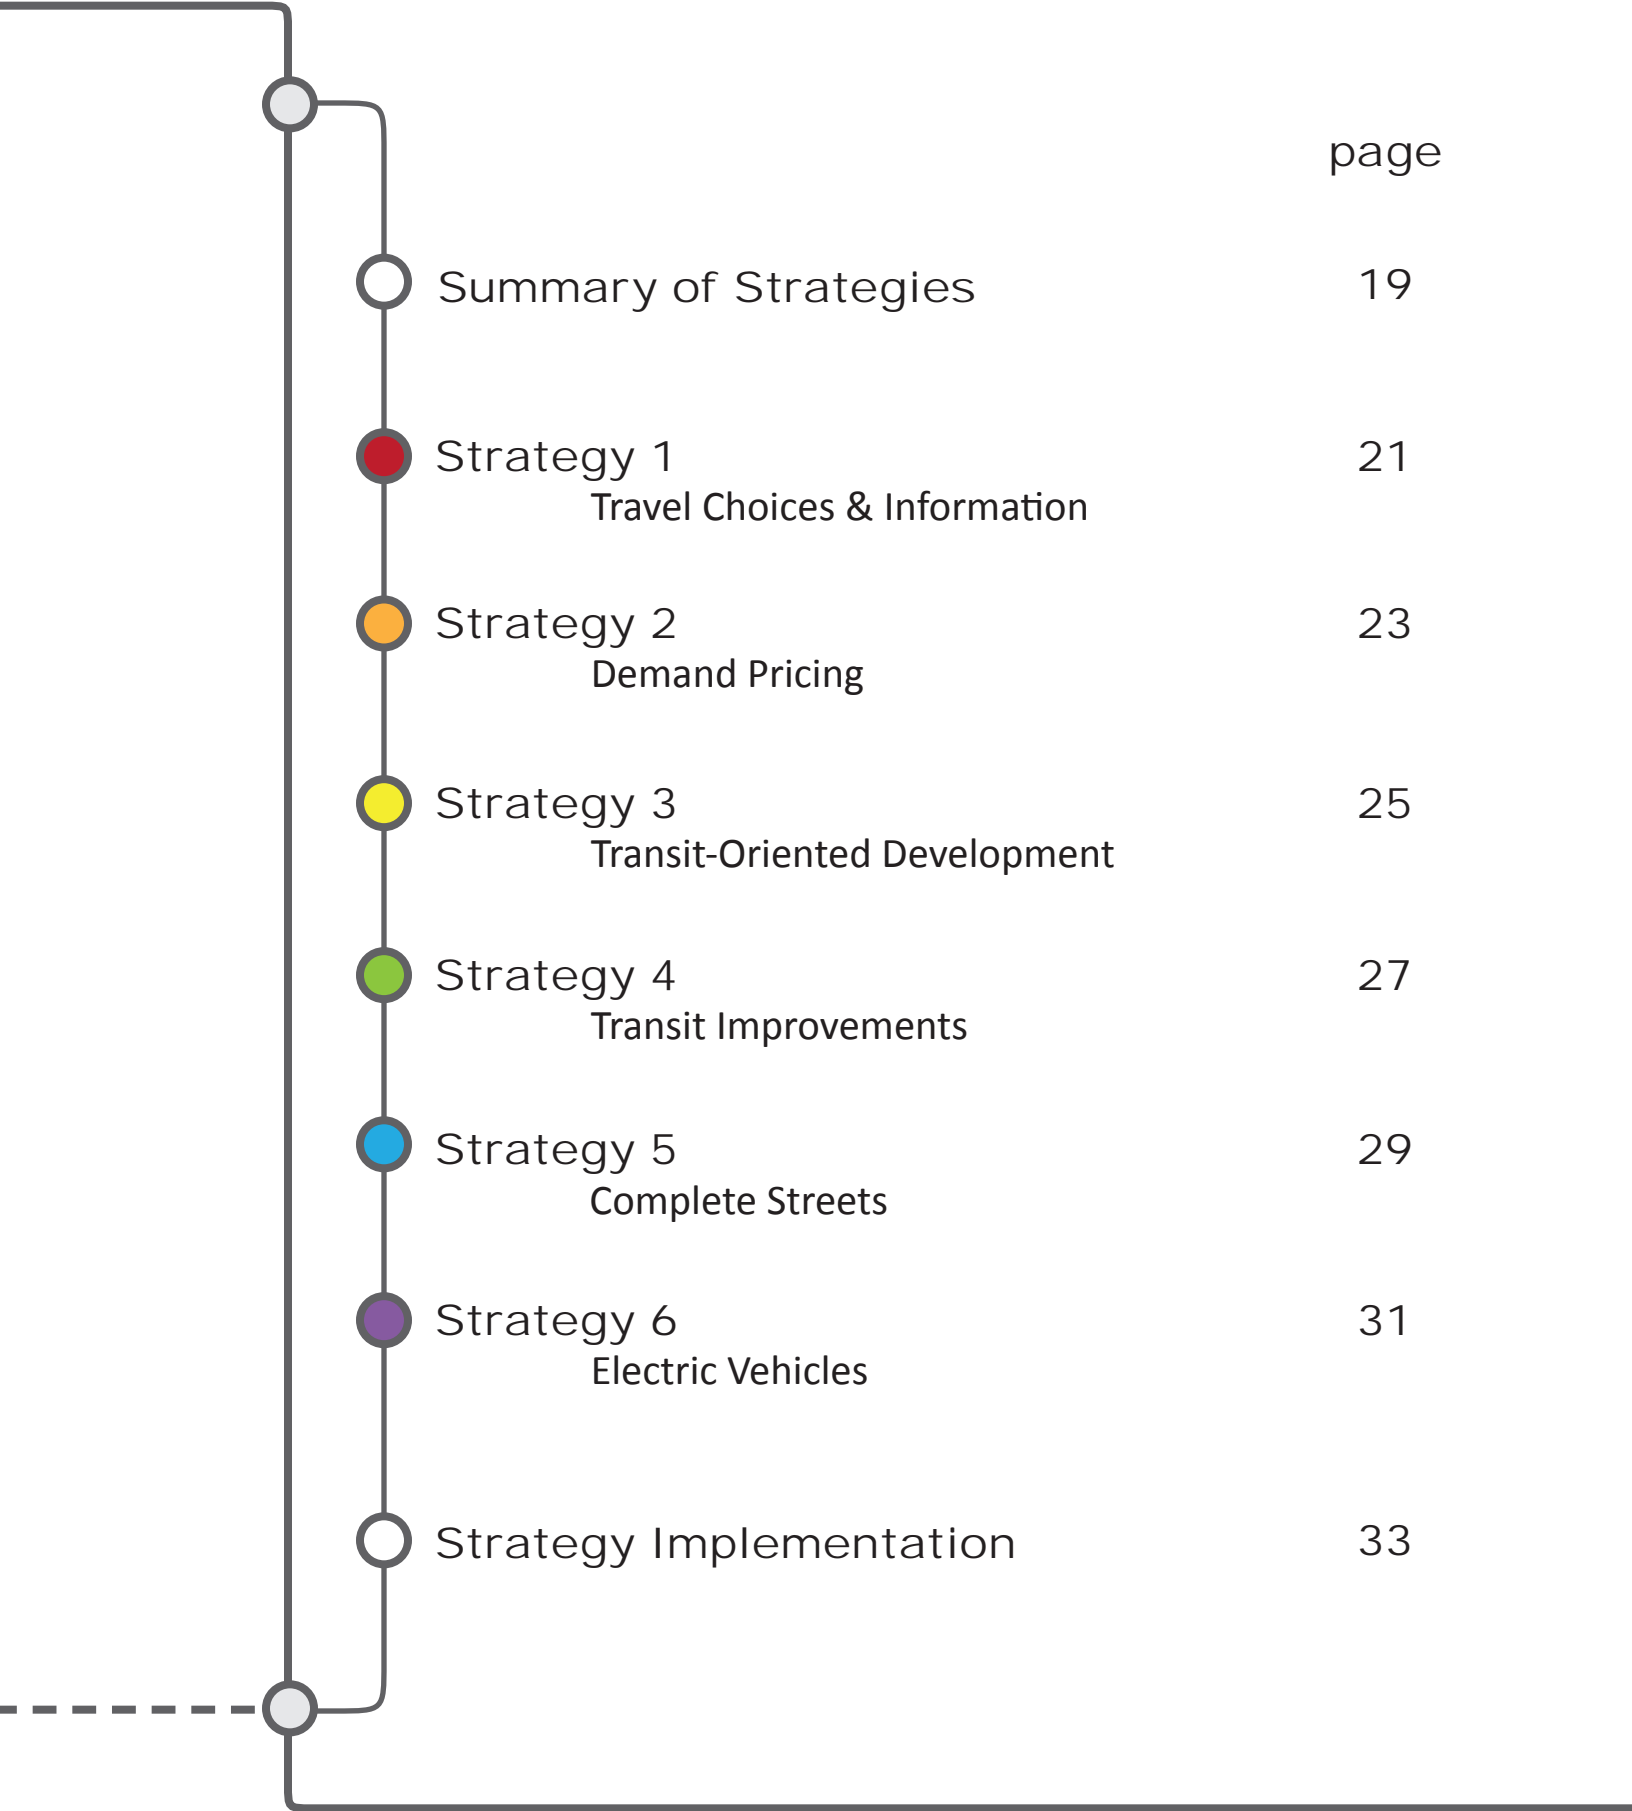 page
Summary of Strategies 19
Strategy 1 21
Travel Choices & Information
Strategy 2 23
Demand Pricing
Strategy 3 25
Transit-Oriented Development
Strategy 4 27
Transit Improvements
Strategy 5 29
Complete Streets
Strategy 6 31
Electric Vehicles
Strategy Implementation 33